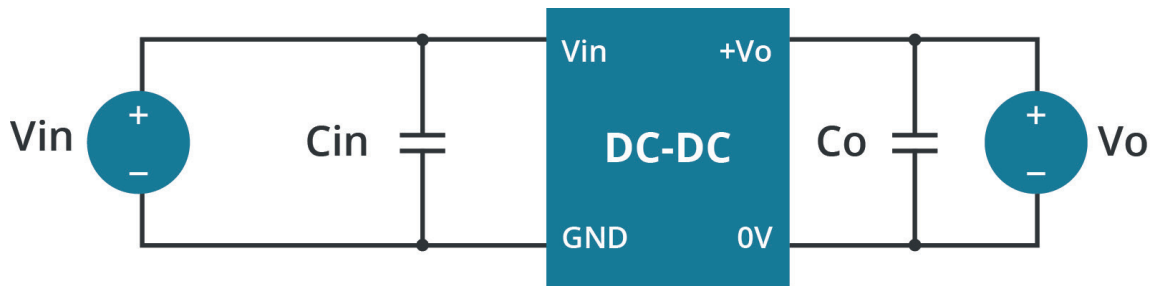 Vin
+
−
Cin
Vin +Vo
DC-DC
GND 0V
Co
+
−
Vo